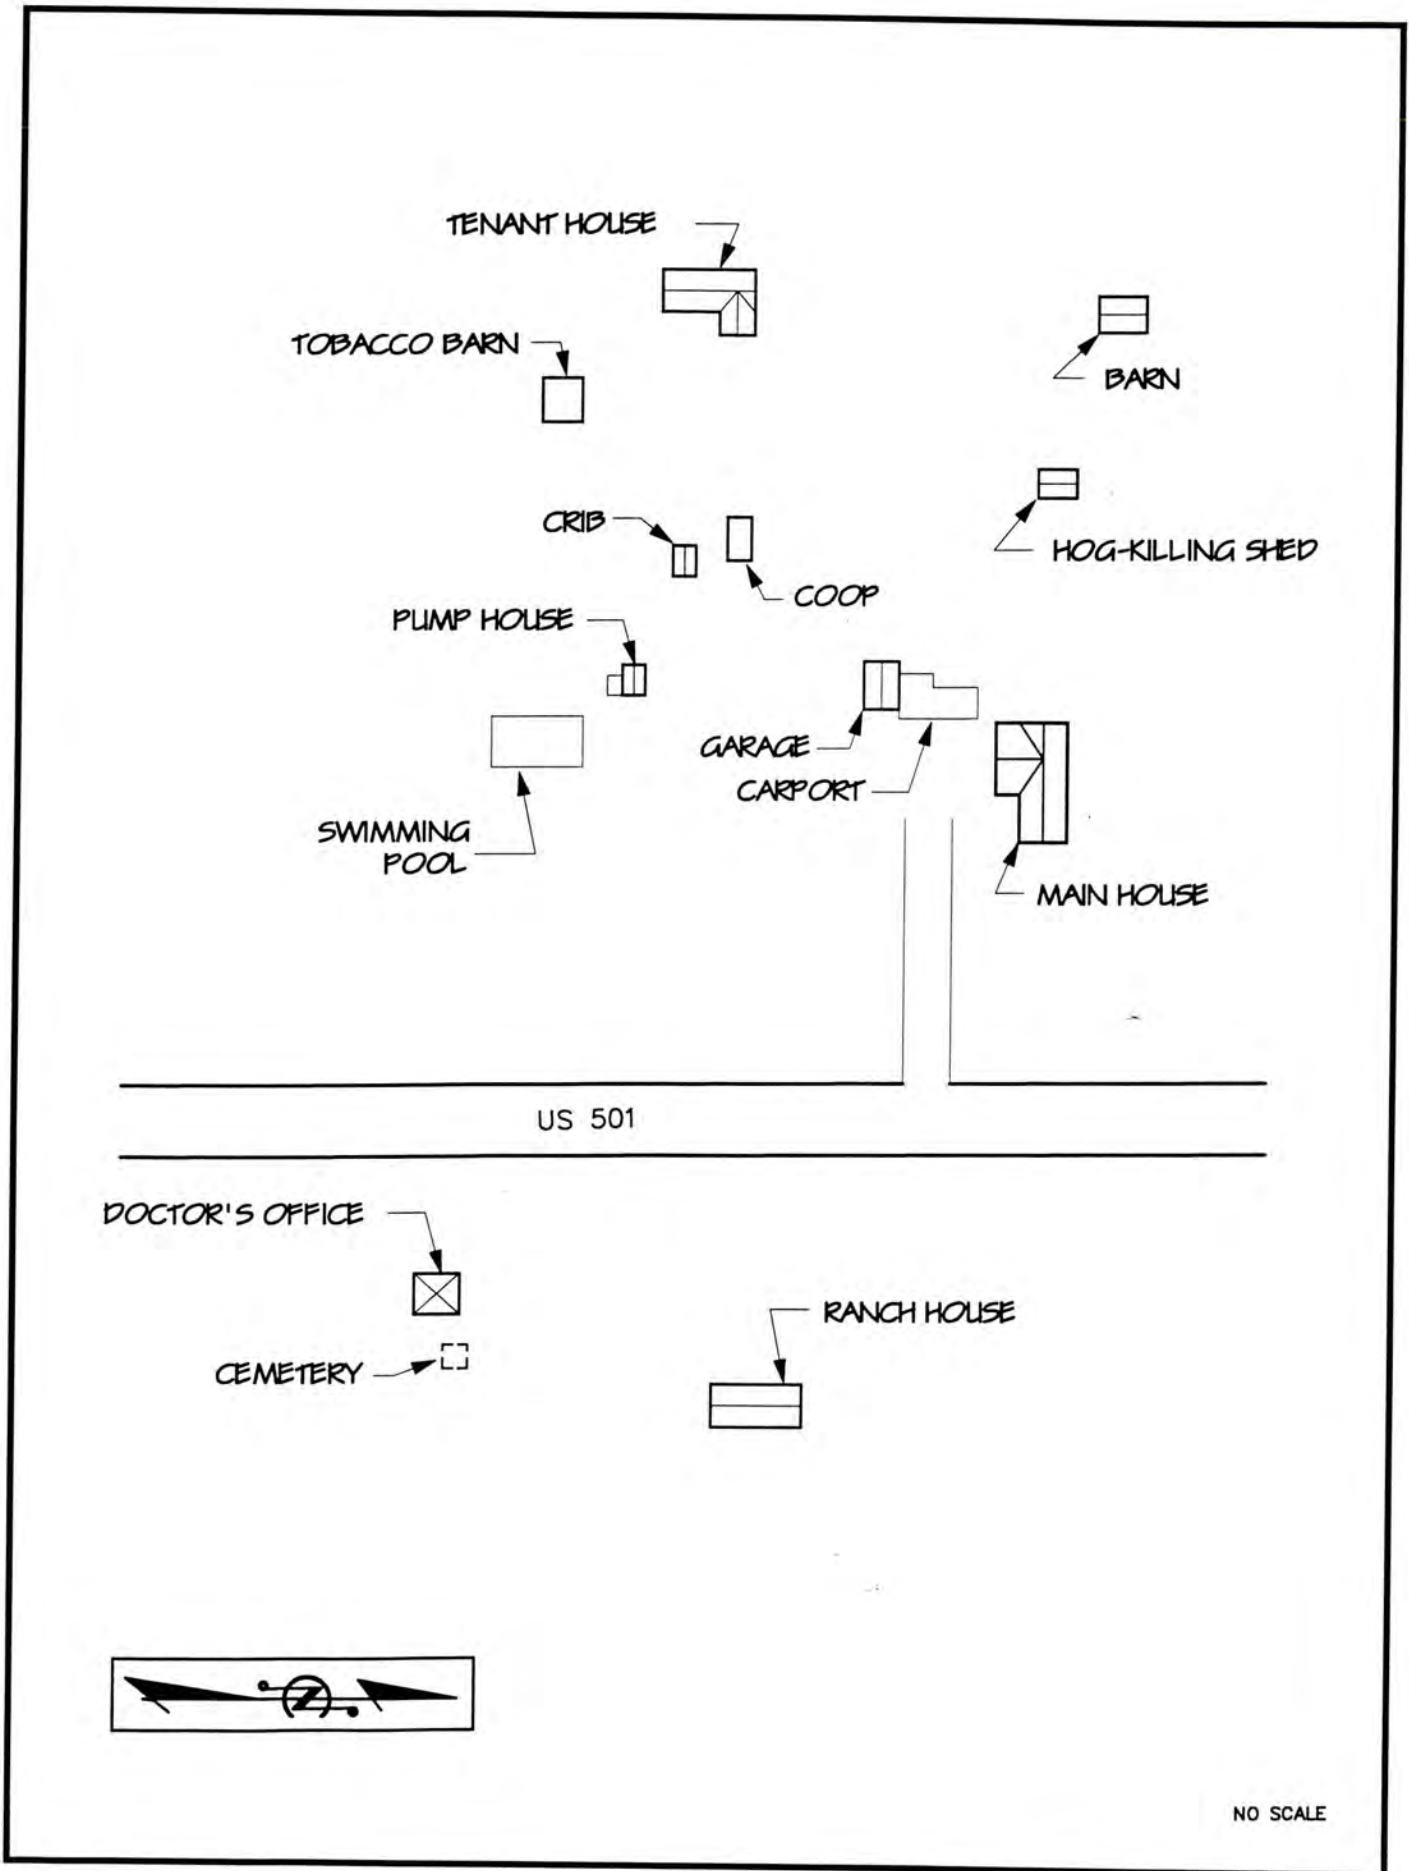 TENANT HOUSE
TOBACCO BARN
BARN
CRIB
HOG-KILLING SHED
COOP
PUMP HOUSE
GARAGE
CARPORT
SWIMMING
POOL
MAIN HOUSE
US 501
DOCTOR'S OFFICE
RANCH HOUSE
CEMETERY
Z
NO SCALE